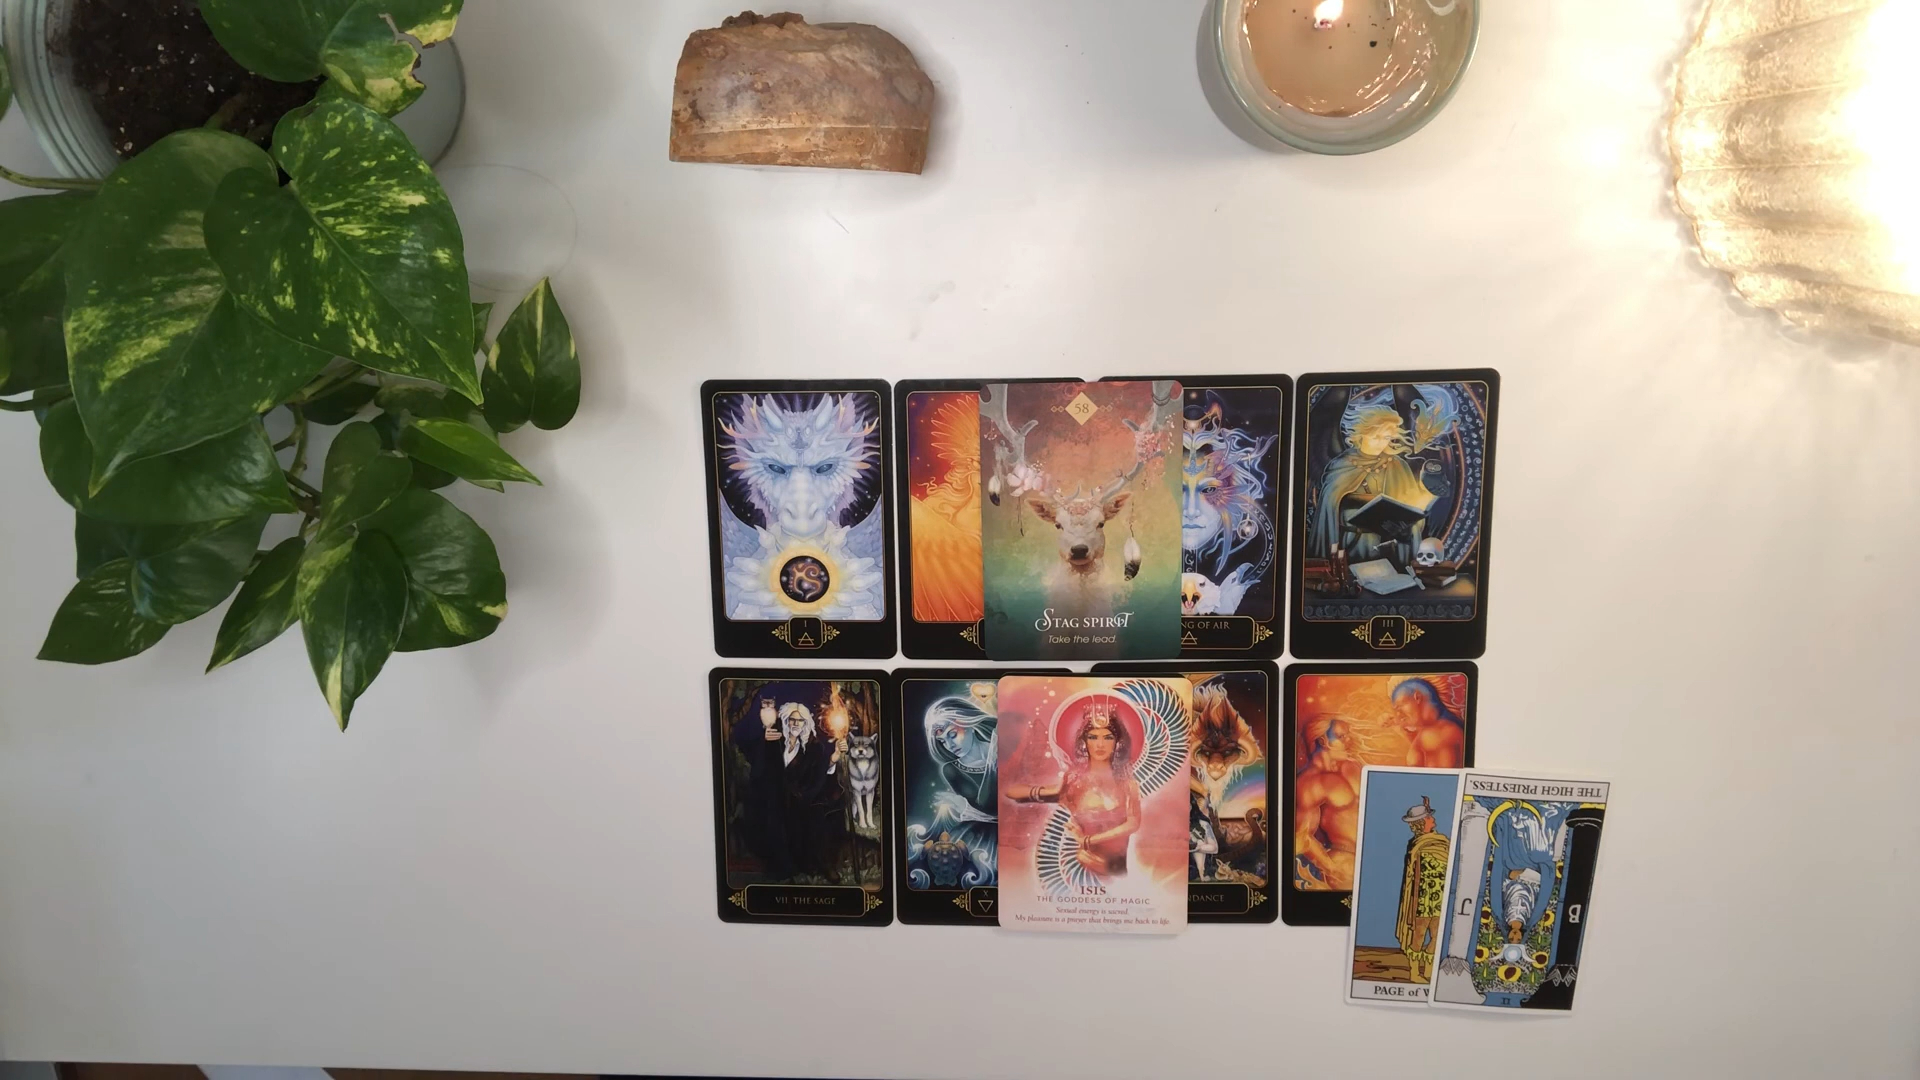 58
STAG SPIRIT
Take the lead.
I
NG OF AIR
III
VII THE SAGE
X
ISIS
THE GODDESS OF MAGIC
Sexual energy is sacred.
My pleasure is a prayer that brings me back to life.
NDANCE
PAGE of W
THE HIGH PRIESTESS.
B
J
II